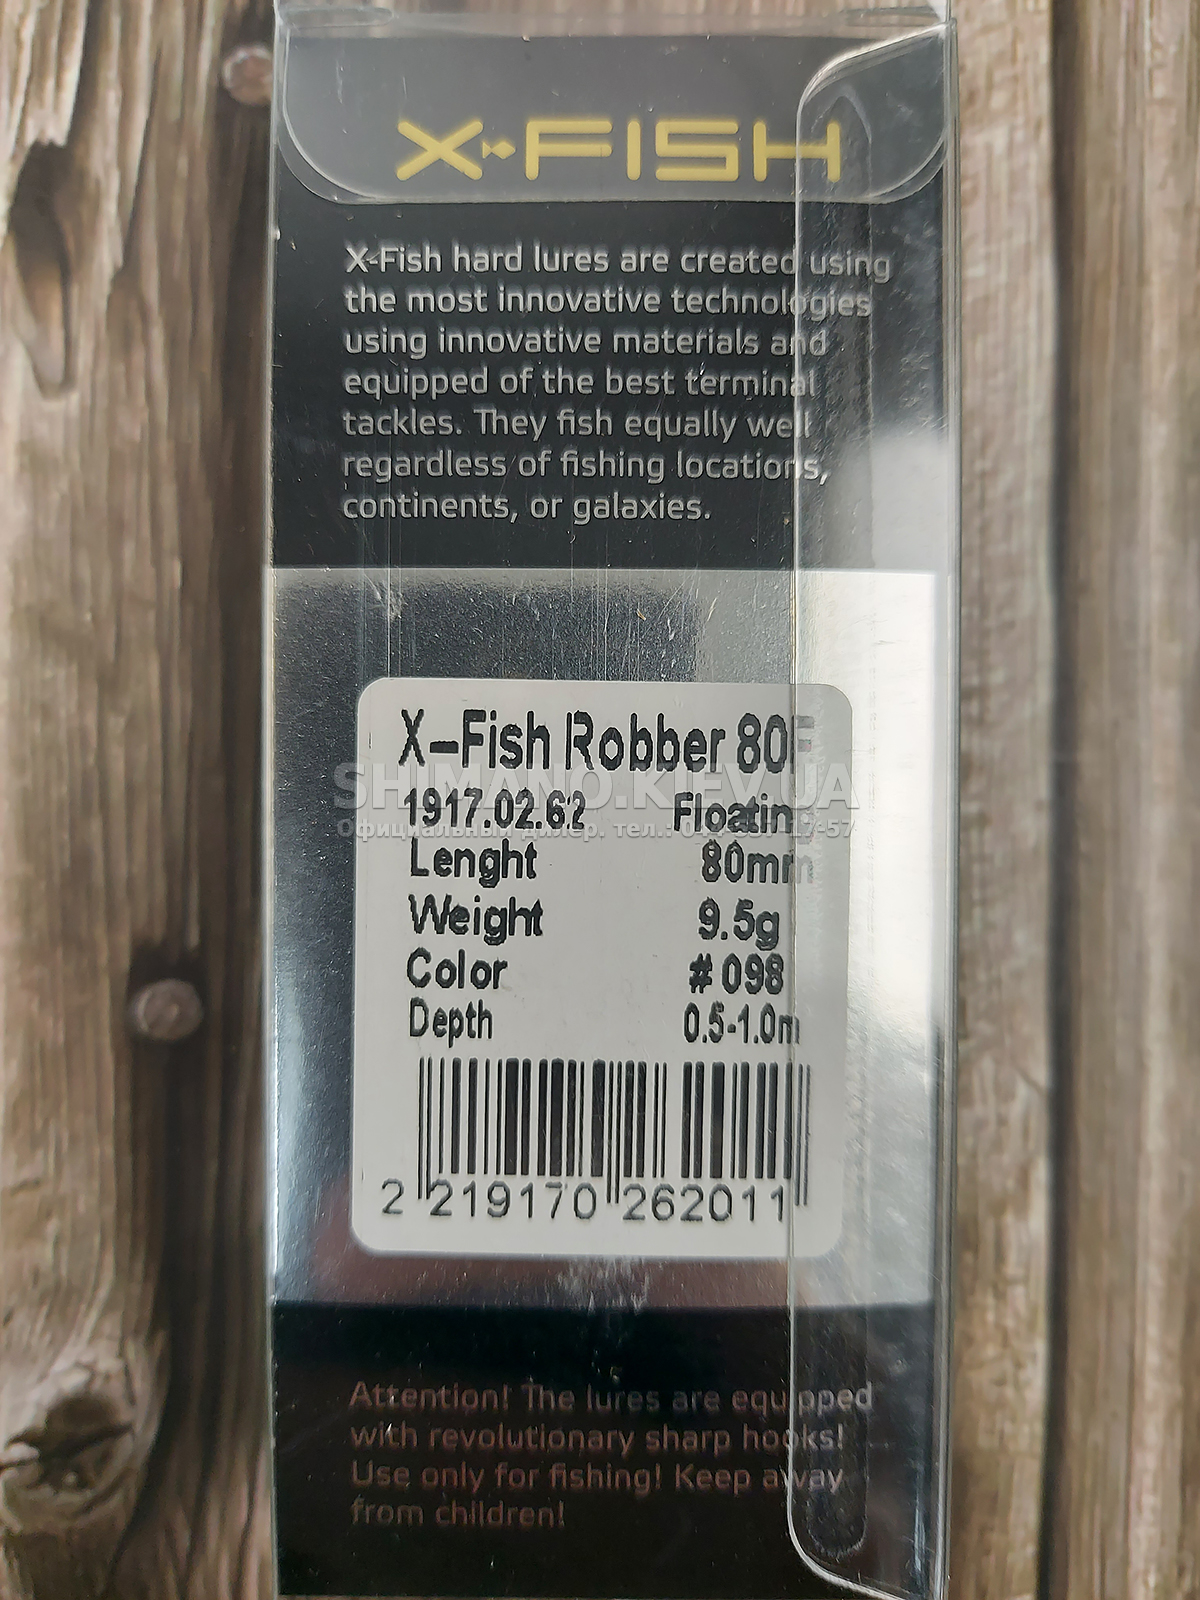 X-FISH
X-Fish hard lures are created using
the most innovative technologies
using innovative materials and
equipped of the best terminal
tackles. They fish equally well
regardless of fishing locations,
continents, or galaxies.
X-Fish Robber 80F
SHIMANO.KIEV.UA
1917.02.62 Floating
Официальный дилер. тел.:
Lenght 80mm
Weight 9.5g
Color # 098
Depth 0.5-1.0m
2 219170 262011
Attention! The lures are equipped
with revolutionary sharp hooks!
Use only for fishing! Keep away
from children!